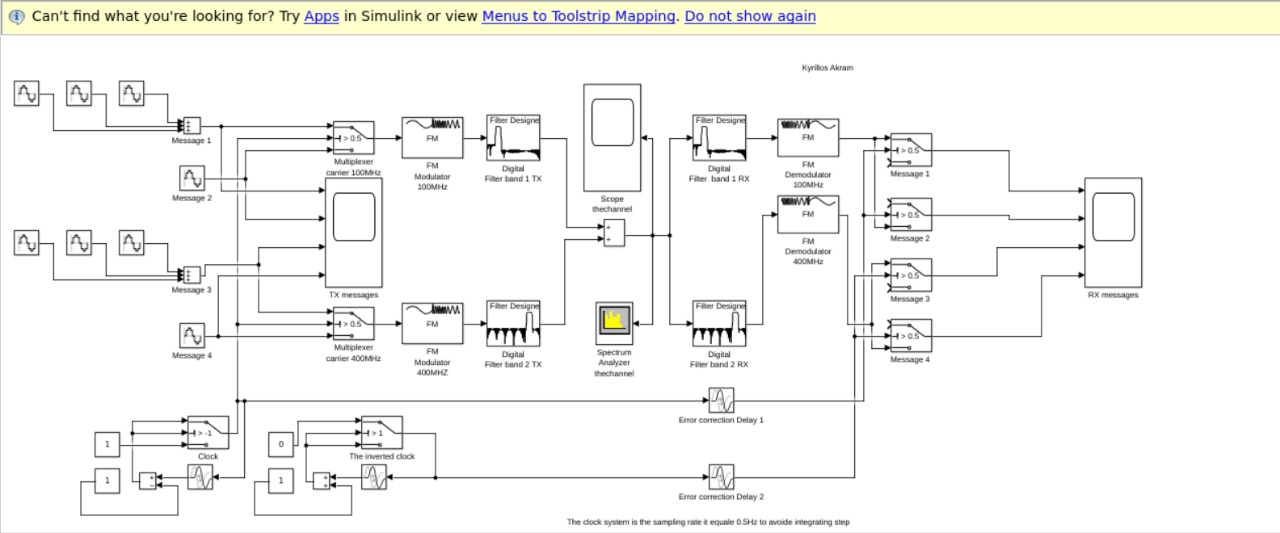 Can't find what you're looking for? Try Apps in Simulink or view Menus to Toolstrip Mapping. Do not show again
Kyrillos Akram
Message 1
Message 2
Message 3
Message 4
> 0.5
Multiplexer
carrier 100MHz
TX messages
> 0.5
Multiplexer
carrier 400MHz
FM
FM
Modulator
100MHz
FM
FM
Modulator
400MHZ
Filter Designe
Digital
Filter band 1 TX
Filter Designe
Digital
Filter band 2 TX
Scope
thechannel
+
+
Spectrum
Analyzer
thechannel
Filter Designe
Digital
Filter band 1 RX
Filter Designe
Digital
Filter band 2 RX
FM
FM
Demodulator
100MHz
FM
FM
Demodulator
400MHz
> 0.5
Message 1
> 0.5
Message 2
> 0.5
Message 3
> 0.5
Message 4
RX messages
1
> -1
Clock
1
0
> 1
The inverted clock
1
Error correction Delay 1
Error correction Delay 2
The clock system is the sampling rate it equale 0.5Hz to avoide integrating step